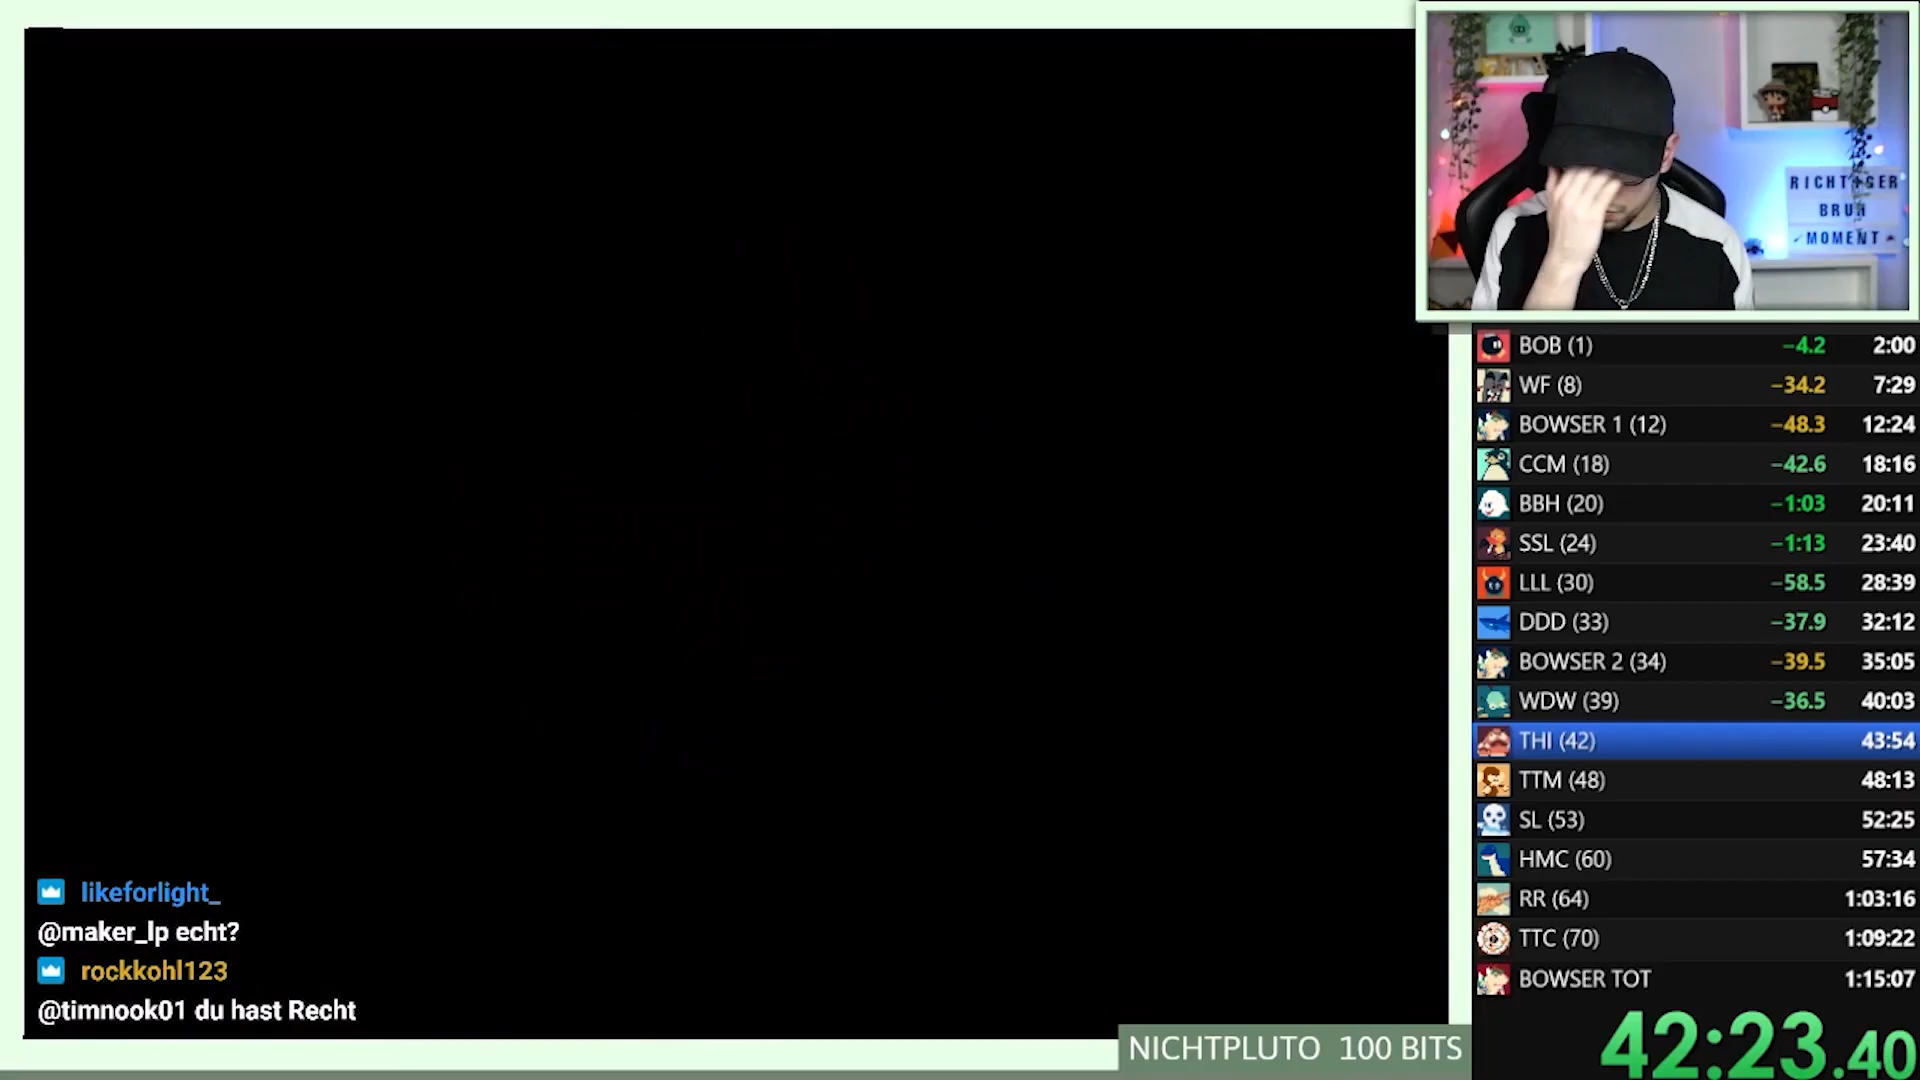 RICHTIGER
BRUH
MOMENT
BOB (1) −4.2 2:00
WF (8) −34.2 7:29
BOWSER 1 (12) −48.3 12:24
CCM (18) −42.6 18:16
BBH (20) −1:03 20:11
SSL (24) −1:13 23:40
LLL (30) −58.5 28:39
DDD (33) −37.9 32:12
BOWSER 2 (34) −39.5 35:05
WDW (39) −36.5 40:03
THI (42) 43:54
TTM (48) 48:13
SL (53) 52:25
HMC (60) 57:34
RR (64) 1:03:16
TTC (70) 1:09:22
BOWSER TOT 1:15:07
42:23.40
likeforlight_
@maker_lp echt?
rockkohl123
@timnook01 du hast Recht
NICHTPLUTO 100 BITS